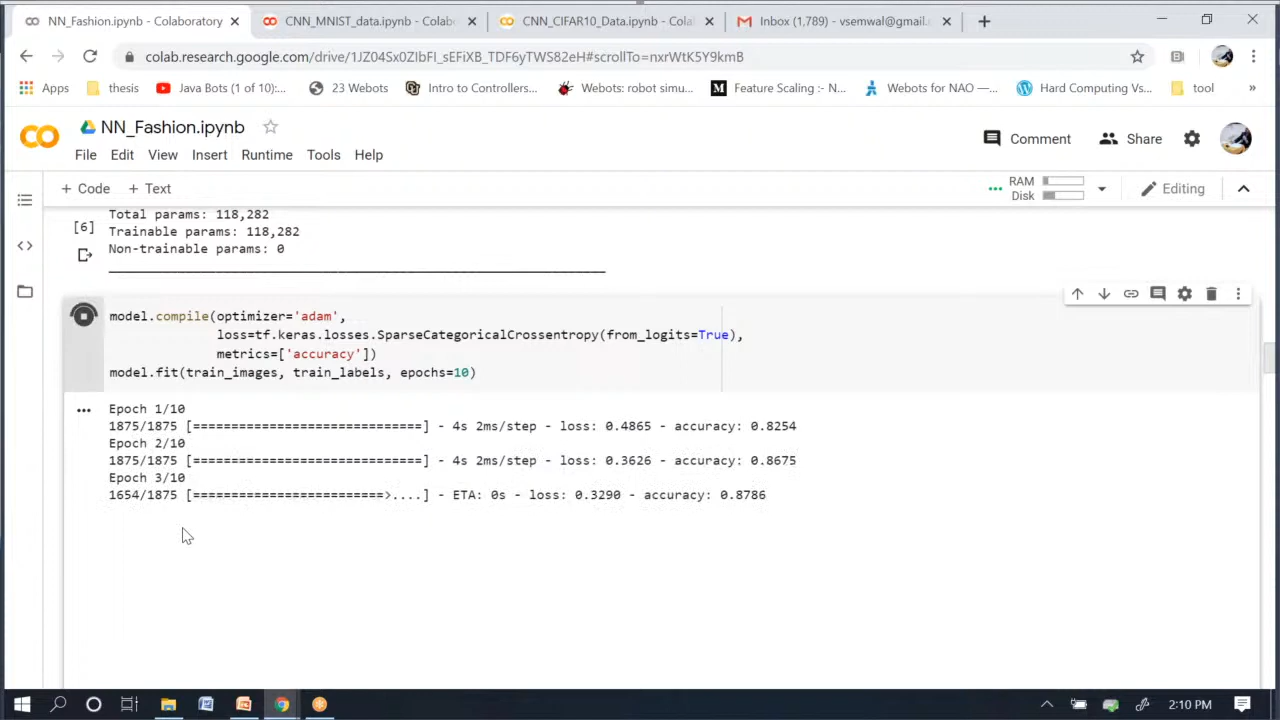 NN_Fashion.ipynb - Colaboratory
CNN_MNIST_data.ipynb - Colab
CNN_CIFAR10_Data.ipynb - Colab
Inbox (1,789) - vsemwal@gmail.
colab.research.google.com/drive/1JZ04Sx0ZIbFl_sEFiXB_TDF6yTWS82eH#scrollTo=nxrWtK5Y9kmB
Apps
thesis
Java Bots (1 of 10):...
23 Webots
Intro to Controllers...
Webots: robot simu...
Feature Scaling :- N...
Webots for NAO —...
Hard Computing Vs...
tool
»
NN_Fashion.ipynb
Comment
Share
File Edit View Insert Runtime Tools Help
+ Code + Text
RAM
Disk
Editing
Total params: 118,282
[6]
Trainable params: 118,282
Non-trainable params: 0
model.compile(optimizer='adam',
loss=tf.keras.losses.SparseCategoricalCrossentropy(from_logits=True),
metrics=['accuracy'])
model.fit(train_images, train_labels, epochs=10)
Epoch 1/10
1875/1875 [==============================] - 4s 2ms/step - loss: 0.4865 - accuracy: 0.8254
Epoch 2/10
1875/1875 [==============================] - 4s 2ms/step - loss: 0.3626 - accuracy: 0.8675
Epoch 3/10
1654/1875 [=========================>....] - ETA: 0s - loss: 0.3290 - accuracy: 0.8786
2:10 PM